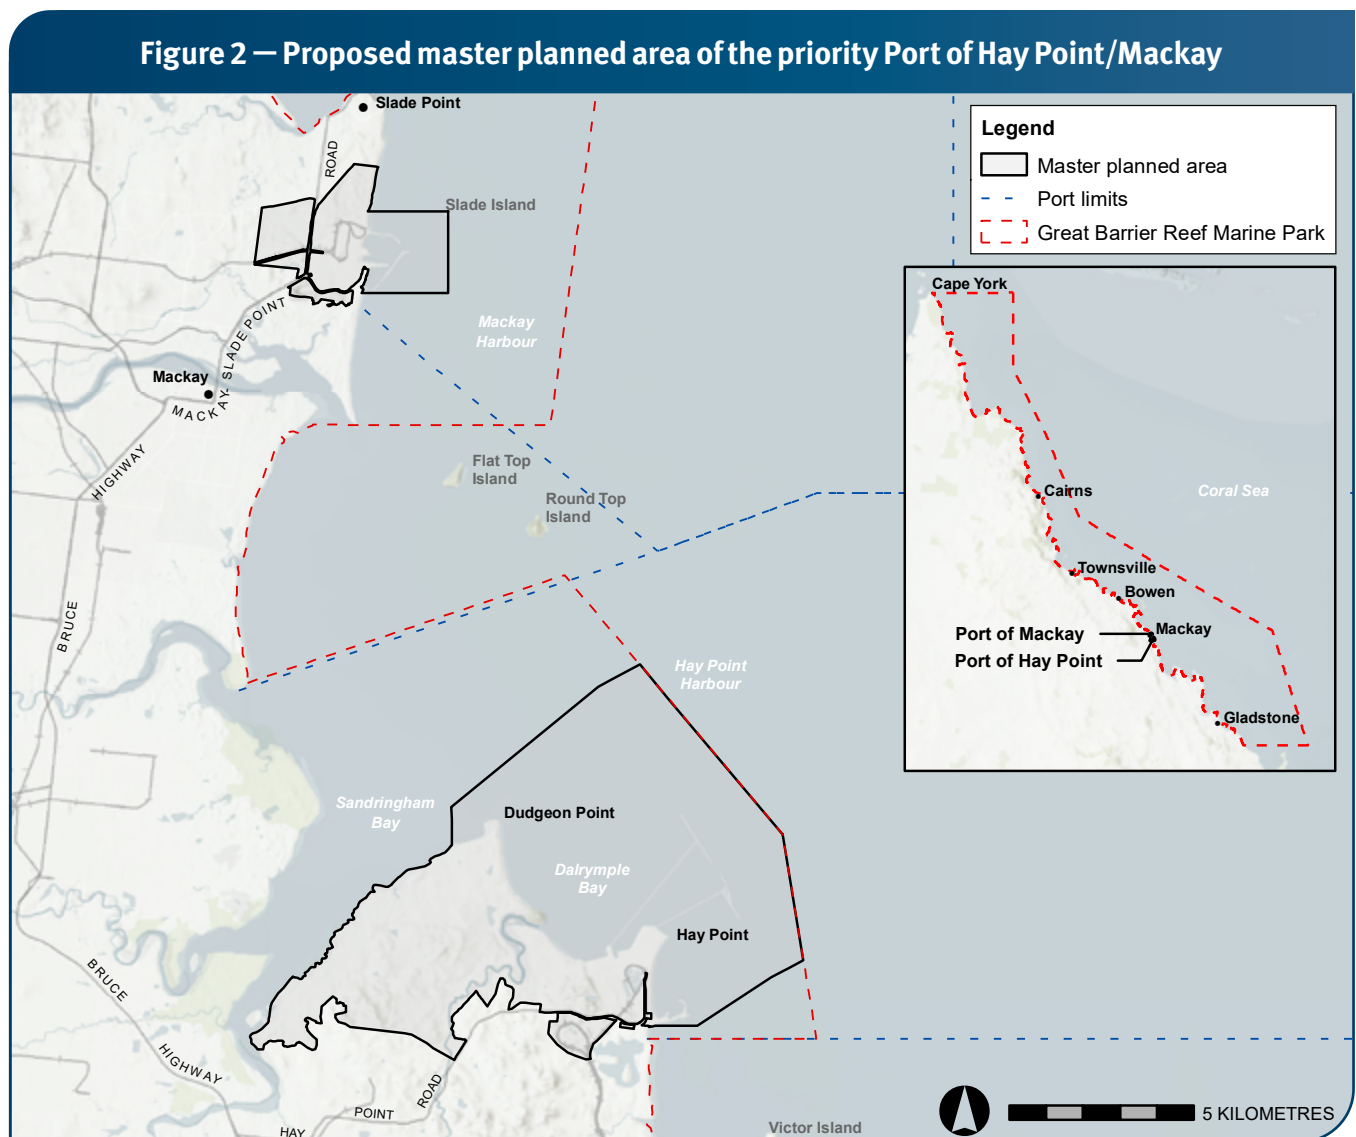 Figure 2 — Proposed master planned area of the priority Port of Hay Point/Mackay
Slade Point
ROAD
Slade Island
Legend
Master planned area
Port limits
Great Barrier Reef Marine Park
Cape York
Cairns
Coral Sea
Townsville
Bowen
Mackay
Port of Mackay
Port of Hay Point
Gladstone
Mackay
Harbour
Mackay
MACKAY- SLADE POINT
HIGHWAY
Flat Top
Island
Round Top
Island
BRUCE
Hay Point
Harbour
Sandringham
Bay
Dudgeon Point
Dalrymple
Bay
Hay Point
BRUCE
HIGHWAY
HAY
POINT
ROAD
Victor Island
5 KILOMETRES